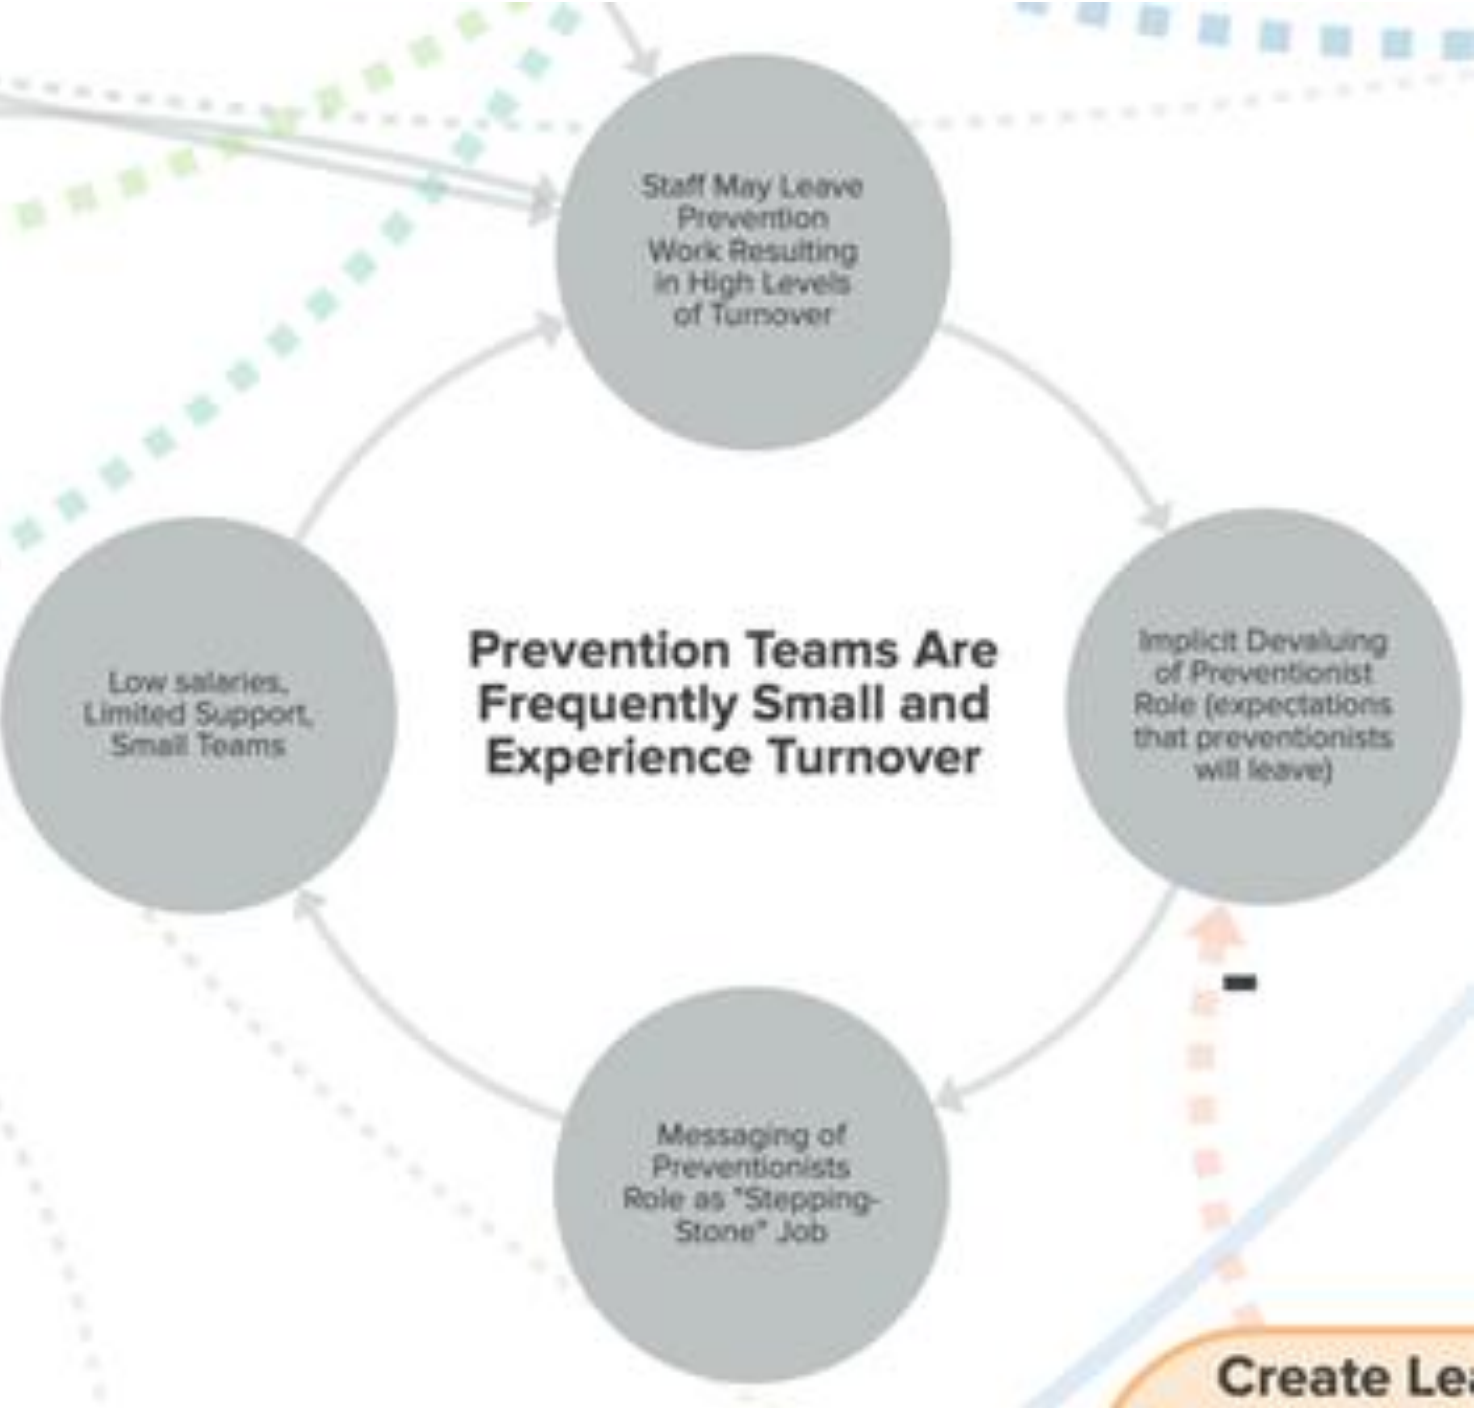 Staff May Leave
Prevention
Work Resulting
in High Levels
of Turnover
Prevention Teams Are
Frequently Small and
Experience Turnover
Low salaries,
Limited Support,
Small Teams
Implicit Devaluing
of Preventionist
Role (expectations
that preventionists
will leave)
-
Messaging of
Preventionists
Role as "Stepping-
Stone" Job
Create